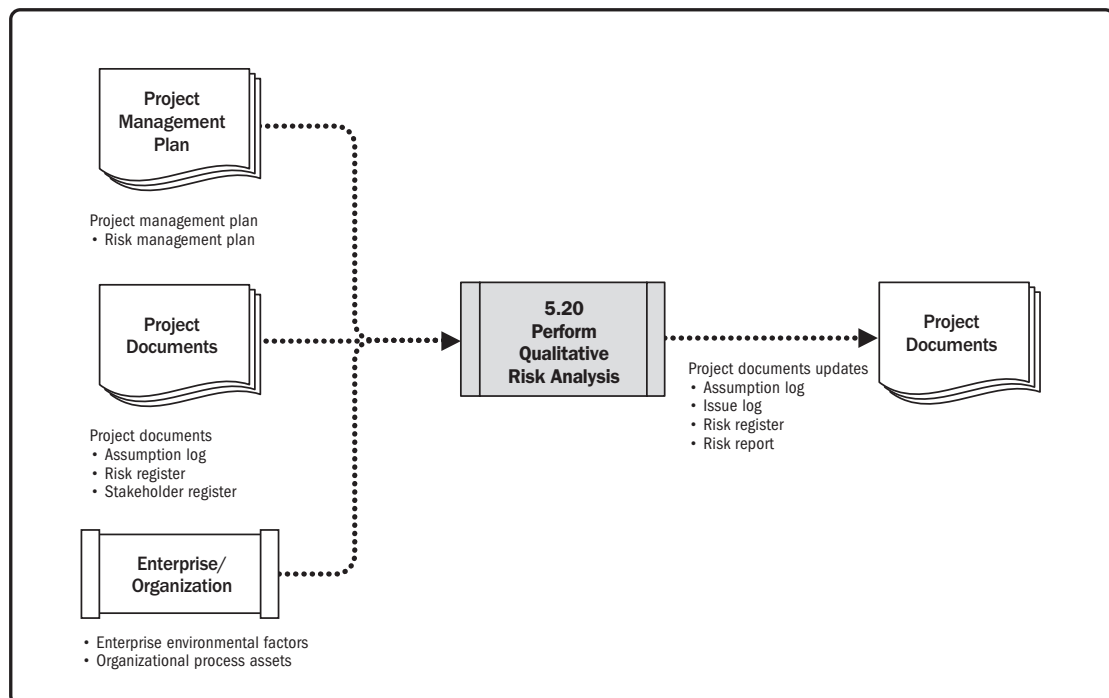 Project
Management
Plan
Project management plan
• Risk management plan
Project
Documents
Project documents
• Assumption log
• Risk register
• Stakeholder register
Enterprise/
Organization
• Enterprise environmental factors
• Organizational process assets
5.20
Perform
Qualitative
Risk Analysis
Project documents updates
• Assumption log
• Issue log
• Risk register
• Risk report
Project
Documents